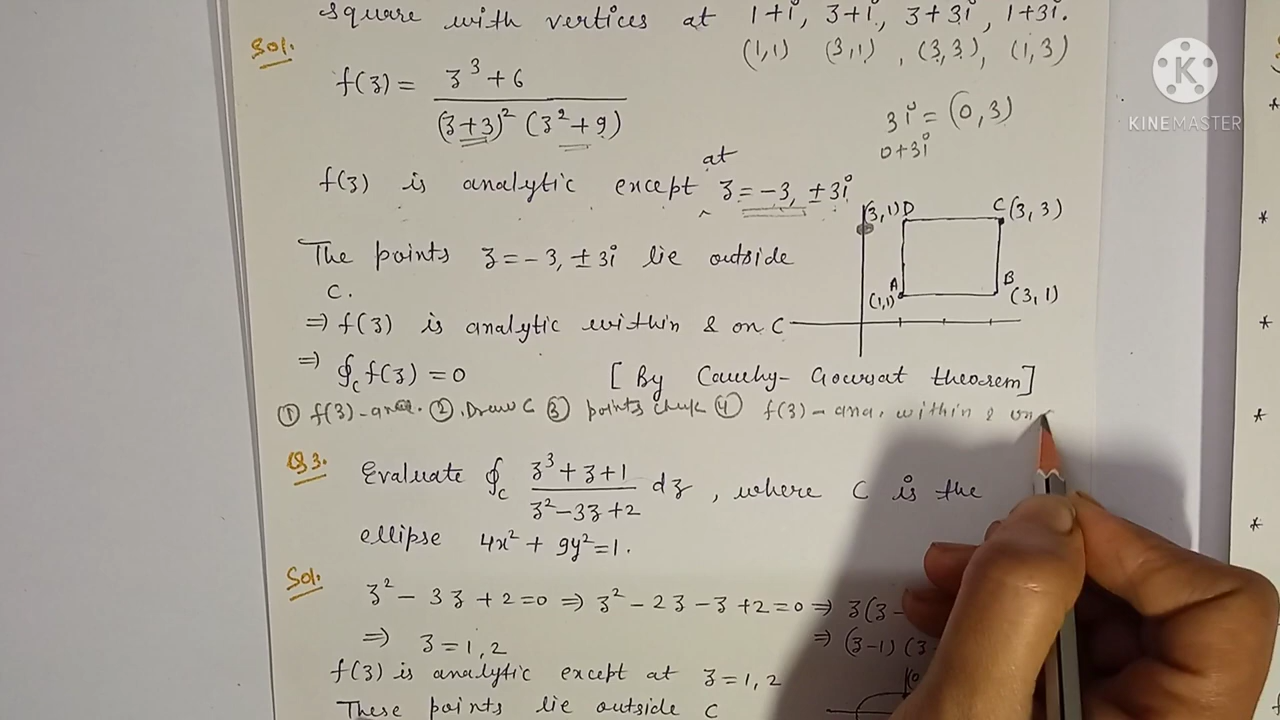 square with vertices at 1+i, 3+i, 3+3i, 1+3i.
Sol.
(1,1) (3,1) , (3,3), (1,3)
f(z) = z³+6 / (z+3)² (z²+9)
3i = (0,3)
0+3i
KINEMASTER
f(z) is analytic except at z = -3, ±3i
(3,1) D C (3,3)
The points z = -3, ±3i lie outside
C.
A (1,1) B (3,1)
=> f(z) is analytic within & on C
=> ∮c f(z) = 0 [By Cauchy-Goursat theorem]
① f(z) - ana. ② Draw C ③ points check ④ f(z) - ana. within & on
Q3. Evaluate ∮c z³+z+1 / z²-3z+2 dz, where C is the
ellipse 4x² + 9y² = 1.
Sol.
z² - 3z + 2 = 0 => z² - 2z - z + 2 = 0 => z(z -
=> z = 1, 2 => (z-1) (z-
f(z) is analytic except at z = 1, 2
These points lie outside C